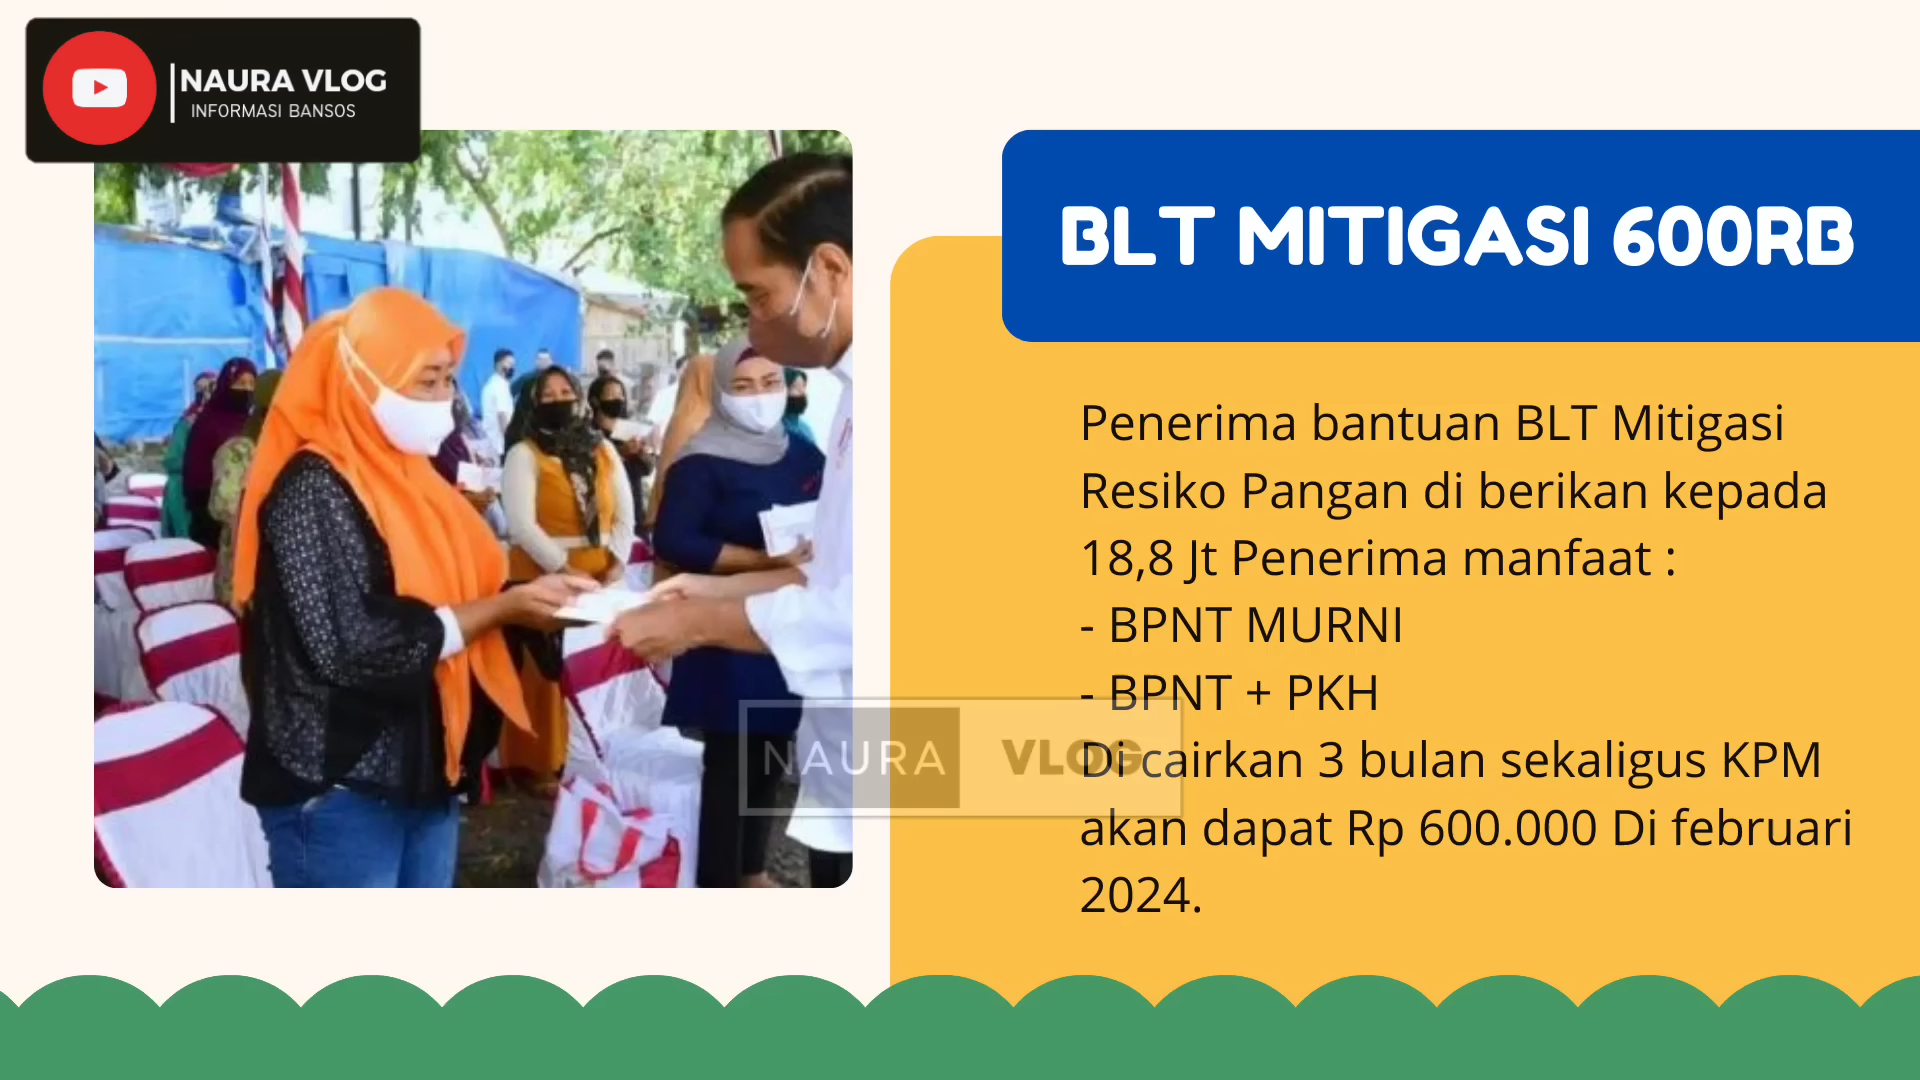 NAURA VLOG
INFORMASI BANSOS
BLT MITIGASI 600RB
Penerima bantuan BLT Mitigasi
Resiko Pangan di berikan kepada
18,8 Jt Penerima manfaat :
- BPNT MURNI
- BPNT + PKH
Di cairkan 3 bulan sekaligus KPM
akan dapat Rp 600.000 Di februari
2024.
NAURA VLOG